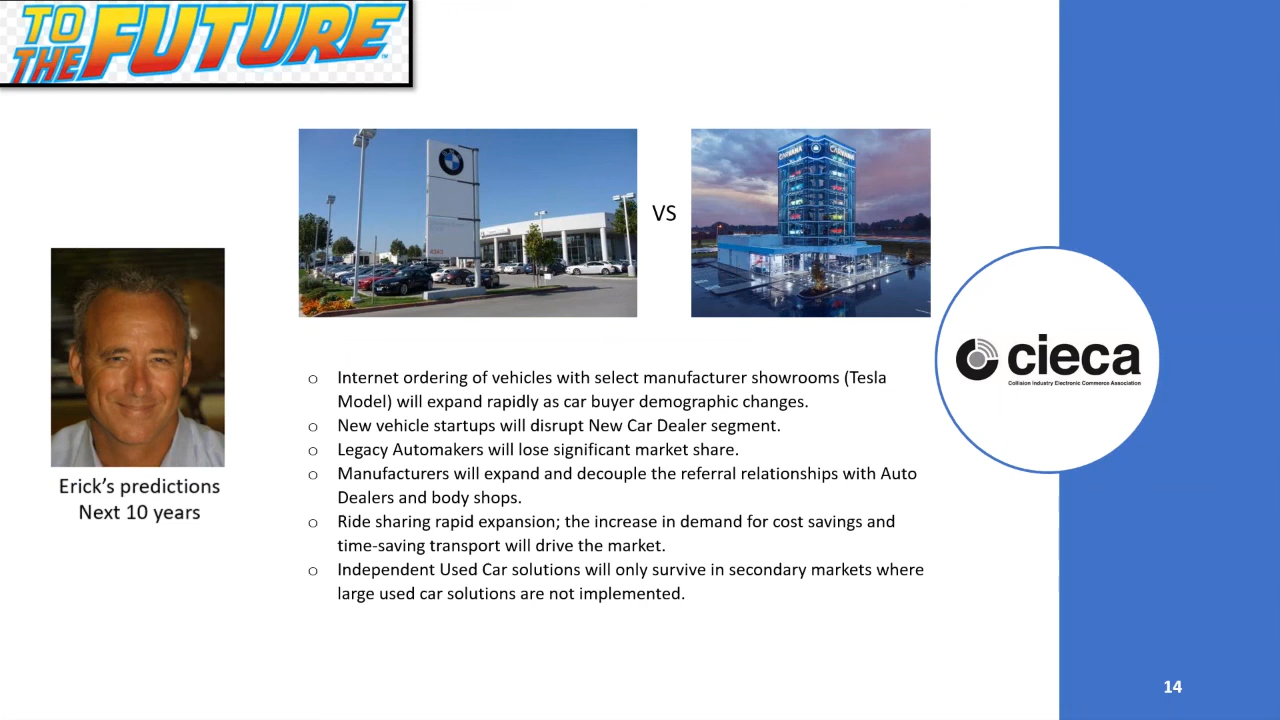 TO
THE FUTURE™
CARVANA CARVANA
VS
Erick’s predictions
Next 10 years
o Internet ordering of vehicles with select manufacturer showrooms (Tesla
Model) will expand rapidly as car buyer demographic changes.
o New vehicle startups will disrupt New Car Dealer segment.
o Legacy Automakers will lose significant market share.
o Manufacturers will expand and decouple the referral relationships with Auto
Dealers and body shops.
o Ride sharing rapid expansion; the increase in demand for cost savings and
time-saving transport will drive the market.
o Independent Used Car solutions will only survive in secondary markets where
large used car solutions are not implemented.
cieca
Collision Industry Electronic Commerce Association
14